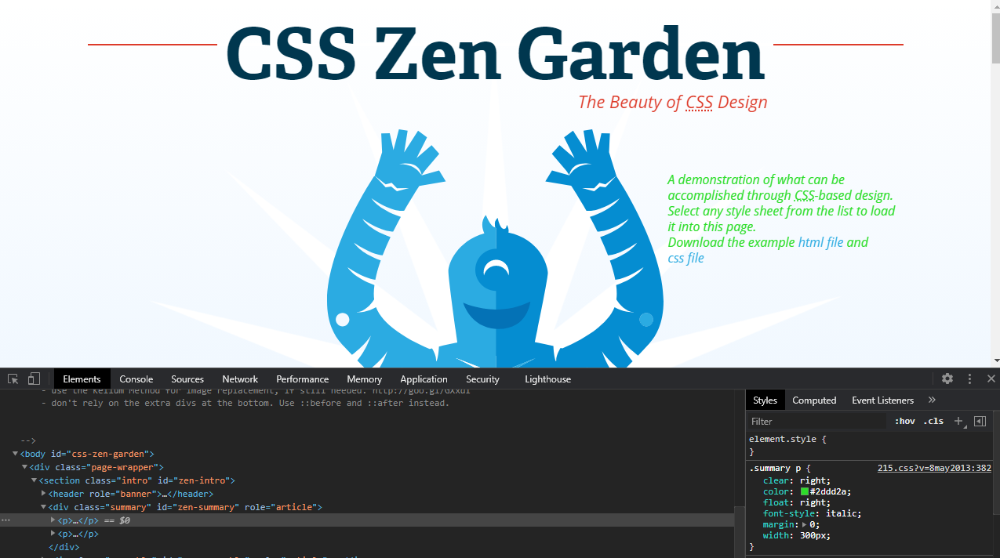 CSS Zen Garden
The Beauty of CSS Design
A demonstration of what can be
accomplished through CSS-based design.
Select any style sheet from the list to load
it into this page.
Download the example html file and
css file
Elements Console Sources Network Performance Memory Application Security Lighthouse
- use the Kellum Method for image replacement, if still needed. http://goo.gl/GXxdI
- don't rely on the extra divs at the bottom. Use ::before and ::after instead.
-->
<body id="css-zen-garden">
<div class="page-wrapper">
<section class="intro" id="zen-intro">
<header role="banner">…</header>
<div class="summary" id="zen-summary" role="article">
<p>…</p> == $0
<p>…</p>
</div>
Styles Computed Event Listeners »
Filter :hov .cls +
element.style {
}
.summary p { 215.css?v=8may2013:382
clear: right;
color: #2ddd2a;
float: right;
font-style: italic;
margin: 0;
width: 300px;
}